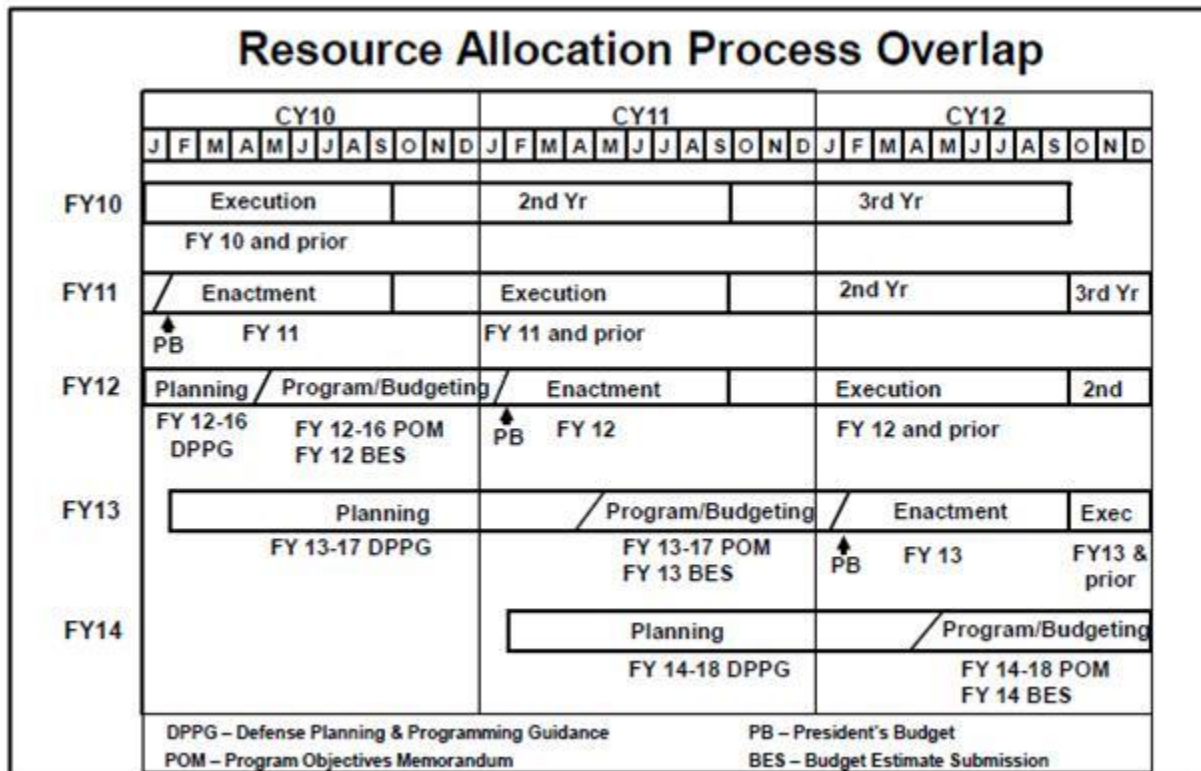 Resource Allocation Process Overlap
CY10 CY11 CY12
J F M A M J J A S O N D J F M A M J J A S O N D J F M A M J J A S O N D
FY10 Execution 2nd Yr 3rd Yr
FY 10 and prior
FY11 Enactment Execution 2nd Yr 3rd Yr
PB FY 11 FY 11 and prior
FY12 Planning Program/Budgeting Enactment Execution 2nd
FY 12-16 DPPG
FY 12-16 POM
FY 12 BES
PB FY 12 FY 12 and prior
FY13 Planning Program/Budgeting Enactment Exec
FY 13-17 DPPG
FY 13-17 POM
FY 13 BES
PB FY 13
FY13 &
prior
FY14 Planning Program/Budgeting
FY 14-18 DPPG
FY 14-18 POM
FY 14 BES
DPPG – Defense Planning & Programming Guidance PB – President's Budget
POM – Program Objectives Memorandum BES – Budget Estimate Submission